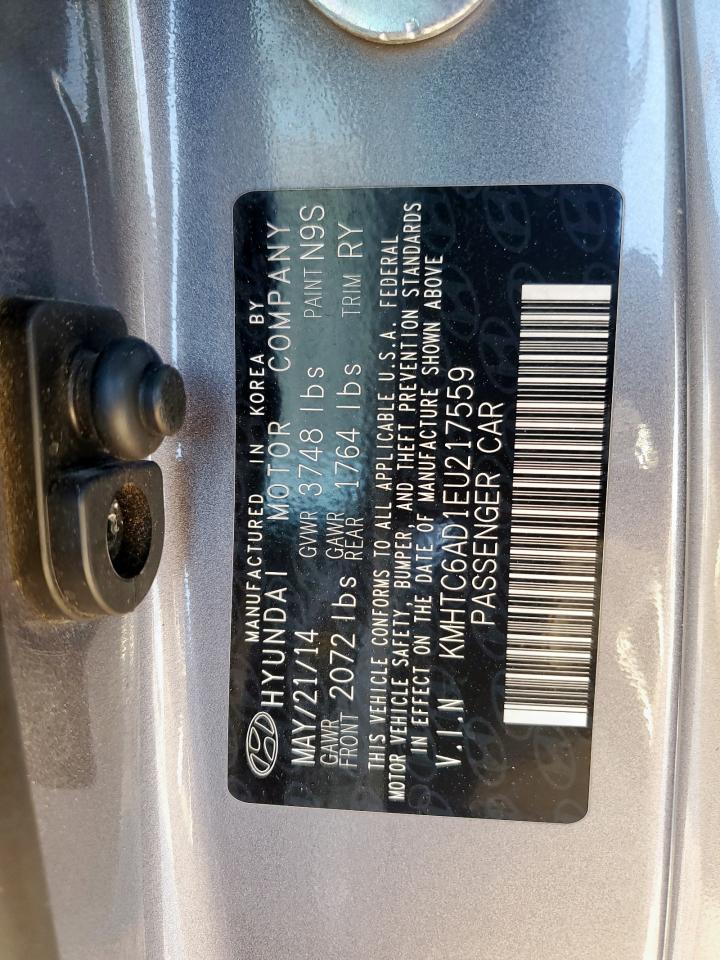 MANUFACTURED IN KOREA BY
HYUNDAI MOTOR COMPANY
MAY/21/14 GVWR 3748 lbs PAINT N9S
GAWR FRONT 2072 lbs GAWR REAR 1764 lbs TRIM RY
THIS VEHICLE CONFORMS TO ALL APPLICABLE U.S.A. FEDERAL
MOTOR VEHICLE SAFETY, BUMPER, AND THEFT PREVENTION STANDARDS
IN EFFECT ON THE DATE OF MANUFACTURE SHOWN ABOVE
V.I.N KMHTC6AD1EU217559
PASSENGER CAR